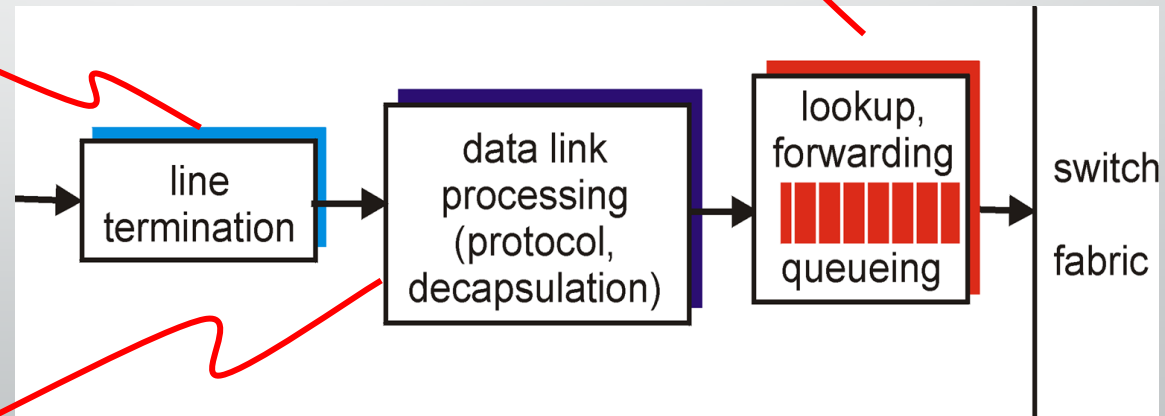 line
termination
data link
processing
(protocol,
decapsulation)
lookup,
forwarding
queueing
switch
fabric